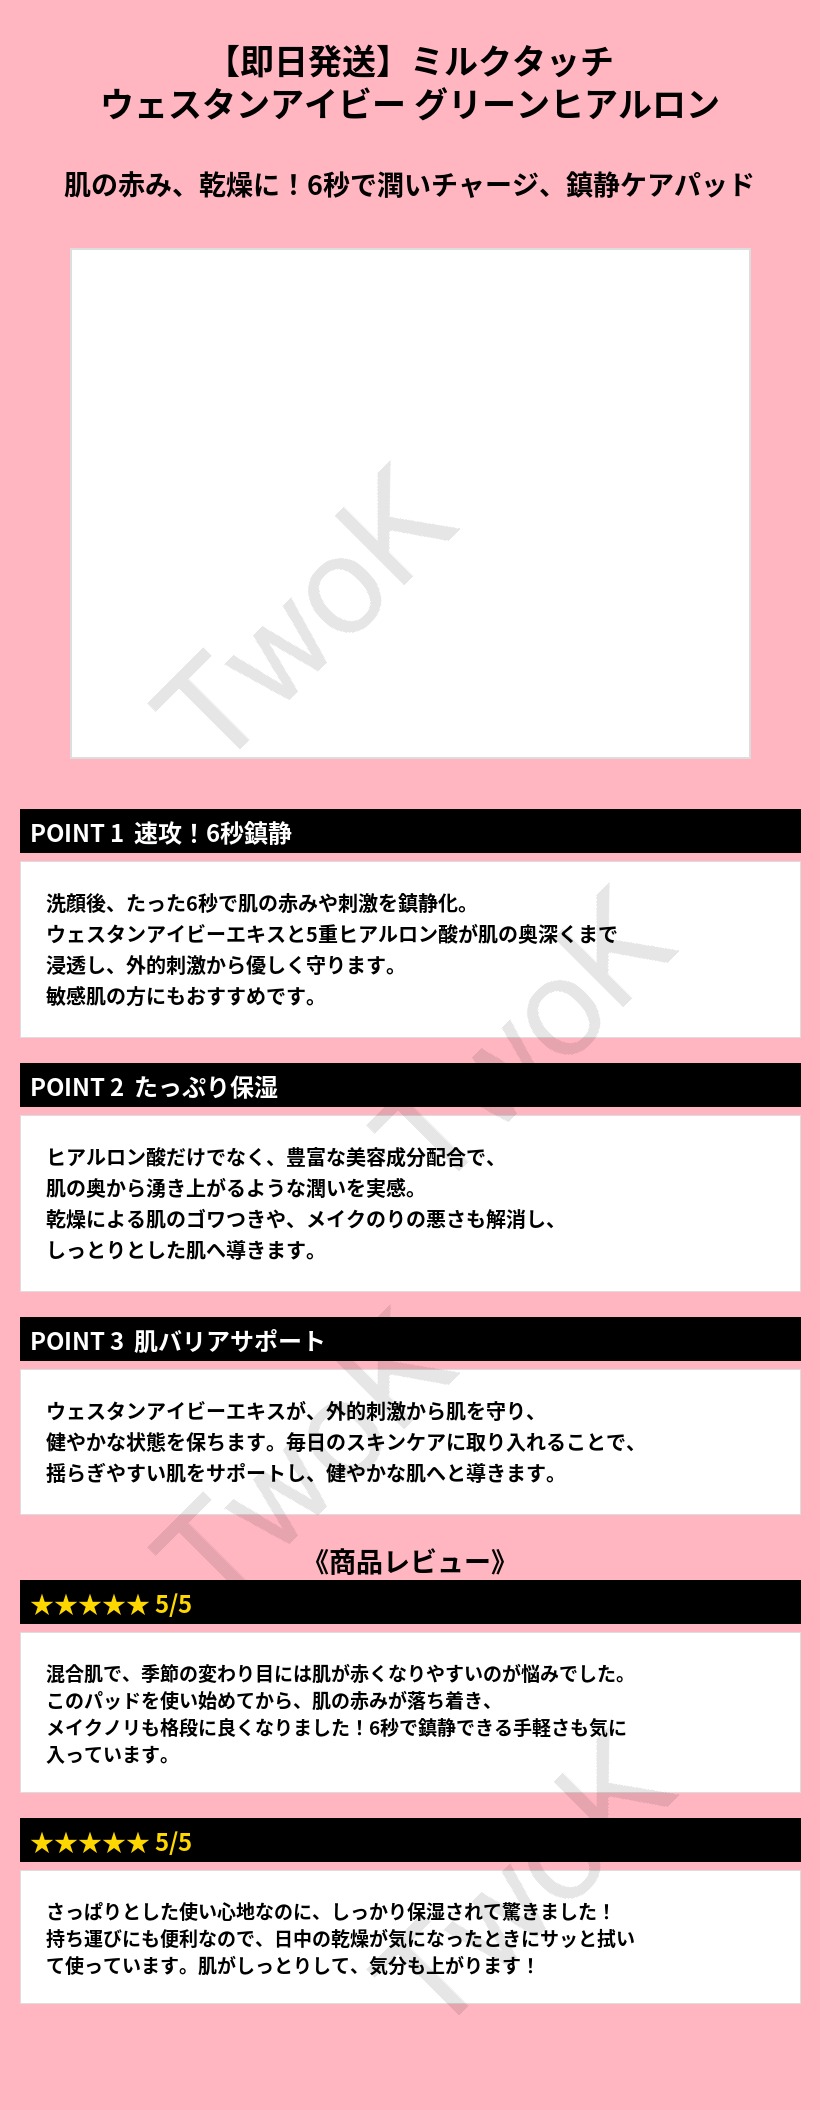 【即日発送】ミルクタッチ
ウェスタンアイビー グリーンヒアルロン
肌の赤み、乾燥に！6秒で潤いチャージ、鎮静ケアパッド
TwoK
POINT 1 速攻！6秒鎮静
洗顔後、たった6秒で肌の赤みや刺激を鎮静化。
ウェスタンアイビーエキスと5重ヒアルロン酸が肌の奥深くまで
浸透し、外的刺激から優しく守ります。
敏感肌の方にもおすすめです。
TwoK
POINT 2 たっぷり保湿
ヒアルロン酸だけでなく、豊富な美容成分配合で、
肌の奥から湧き上がるような潤いを実感。
乾燥による肌のゴワつきや、メイクのりの悪さも解消し、
しっとりとした肌へ導きます。
POINT 3 肌バリアサポート
ウェスタンアイビーエキスが、外的刺激から肌を守り、
健やかな状態を保ちます。毎日のスキンケアに取り入れることで、
揺らぎやすい肌をサポートし、健やかな肌へと導きます。
TwoK
《商品レビュー》
★★★★★ 5/5
混合肌で、季節の変わり目には肌が赤くなりやすいのが悩みでした。
このパッドを使い始めてから、肌の赤みが落ち着き、
メイクノリも格段に良くなりました！6秒で鎮静できる手軽さも気に
入っています。
★★★★★ 5/5
さっぱりとした使い心地なのに、しっかり保湿されて驚きました！
持ち運びにも便利なので、日中の乾燥が気になったときにサッと拭い
て使っています。肌がしっとりして、気分も上がります！
TwoK